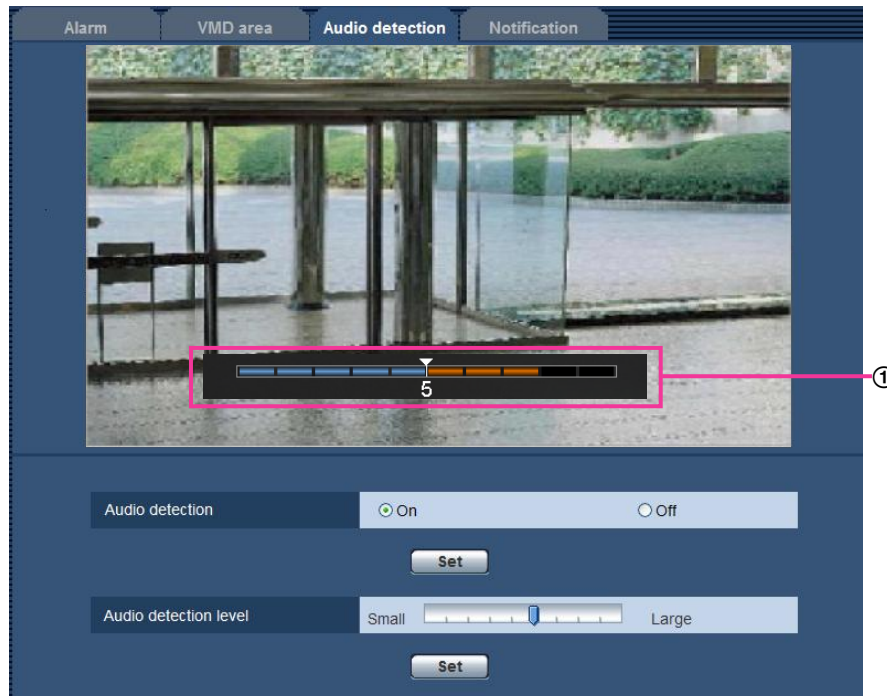 Alarm VMD area Audio detection Notification
5
①
Audio detection On Off
Set
Audio detection level Small Large
Set